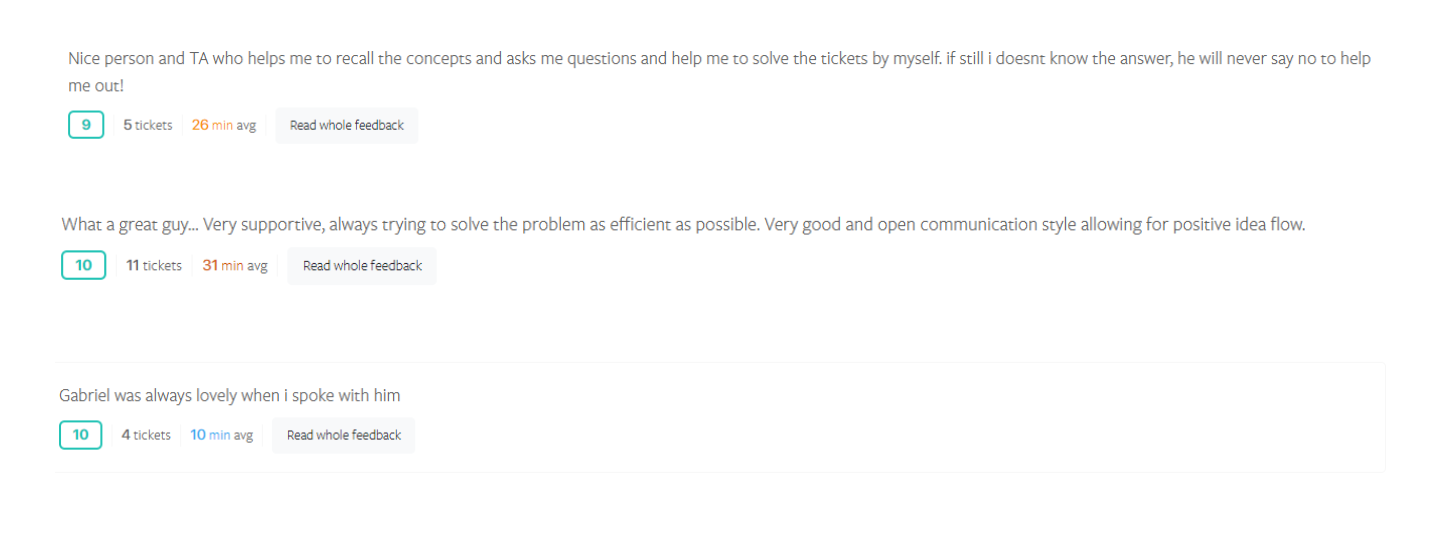 Nice person and TA who helps me to recall the concepts and asks me questions and help me to solve the tickets by myself. if still i doesnt know the answer, he will never say no to help
me out!
9 5 tickets 26 min avg Read whole feedback
What a great guy... Very supportive, always trying to solve the problem as efficient as possible. Very good and open communication style allowing for positive idea flow.
10 11 tickets 31 min avg Read whole feedback
Gabriel was always lovely when i spoke with him
10 4 tickets 10 min avg Read whole feedback